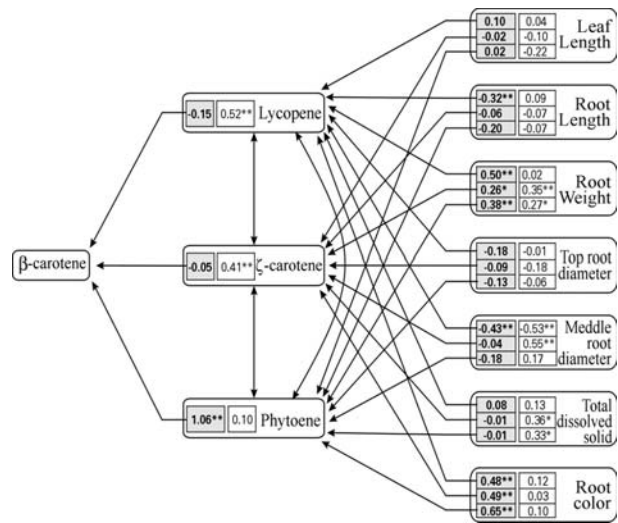 β-carotene
-0.15 0.52** Lycopene
-0.05 0.41** ζ-carotene
1.06** 0.10 Phytoene
Leaf
Length
0.10 0.04
-0.02 -0.10
0.02 -0.22
Root
Length
-0.32** 0.09
-0.06 -0.07
-0.20 -0.07
Root
Weight
0.50** 0.02
0.26* 0.35**
0.38** 0.27*
Top root
diameter
-0.18 -0.01
-0.09 -0.18
-0.13 -0.06
Meddle
root
diameter
-0.43** -0.53**
-0.04 0.55**
-0.18 0.17
Total
dissolved
solid
0.08 0.13
-0.01 0.36*
-0.01 0.33*
Root
color
0.48** 0.12
0.49** 0.03
0.65** 0.10